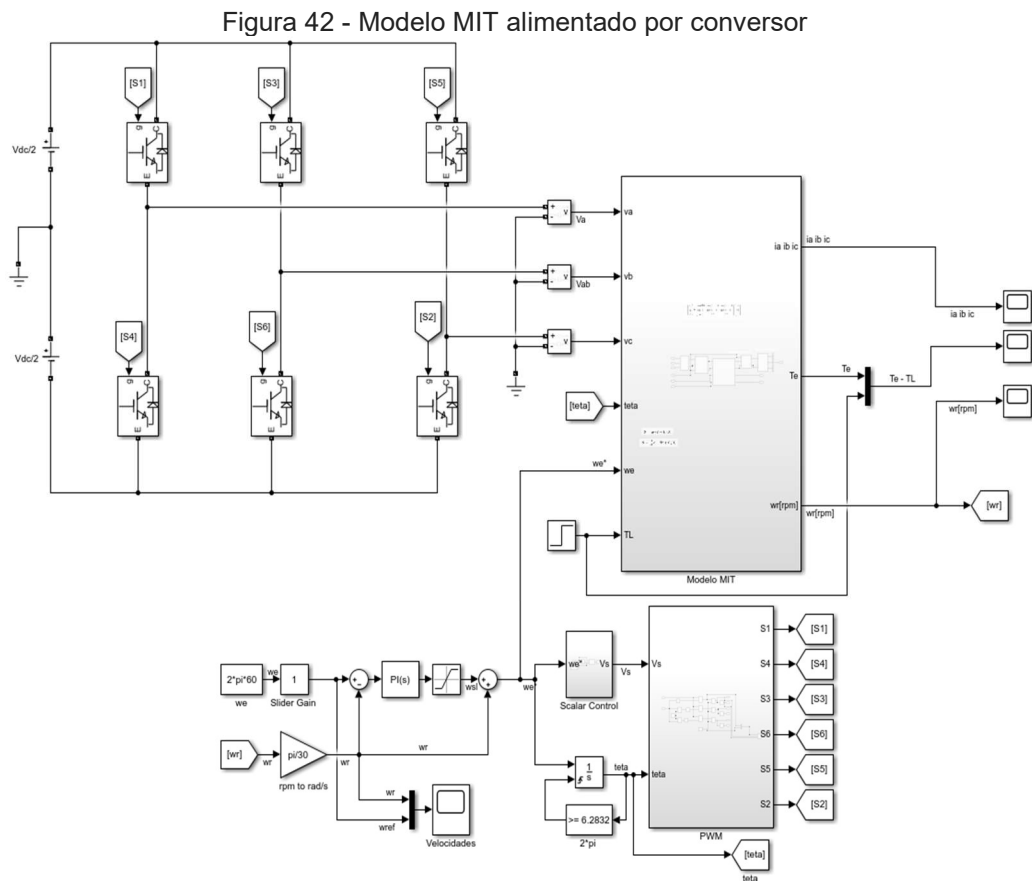 Figura 42 - Modelo MIT alimentado por conversor
[S1]
[S3]
[S5]
g
C
E
g
C
E
g
C
E
Vdc/2
+
+
-
v
Va
va
ia ib ic
ia ib ic
+
-
v
Vab
vb
[S4]
[S6]
[S2]
+
-
v
vc
ia ib ic
Vdc/2
+
g
C
E
g
C
E
g
C
E
Te
Te
Te - TL
[teta]
teta
wr[rpm]
we*
we
wr[rpm]
wr[rpm]
[wr]
TL
Modelo MIT
2*pi*60
we
we
1
Slider Gain
PI(s)
wsl
we*
we*
Vs
Scalar Control
Vs
Vs
S1
[S1]
S4
[S4]
S3
[S3]
S6
[S6]
S5
[S5]
S2
[S2]
[wr]
wr
pi/30
rpm to rad/s
wr
wr
wr
wref
Velocidades
1
s
teta
teta
>= 6.2832
2*pi
PWM
[teta]
teta